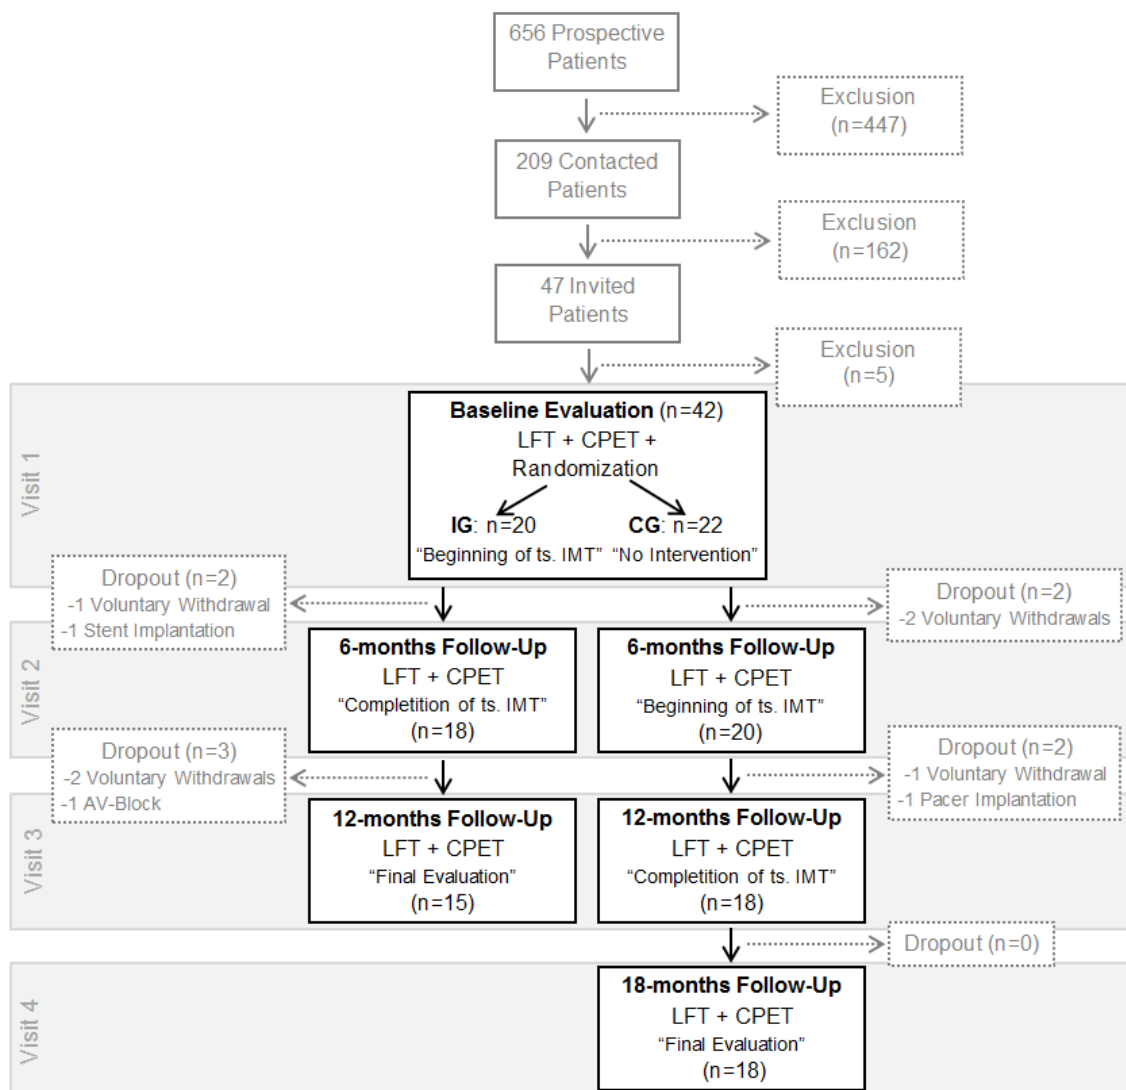 656 Prospective
Patients
Exclusion
(n=447)
209 Contacted
Patients
Exclusion
(n=162)
47 Invited
Patients
Exclusion
(n=5)
Visit 1
Baseline Evaluation (n=42)
LFT + CPET +
Randomization
IG: n=20
CG: n=22
“Beginning of ts. IMT”
“No Intervention”
Dropout (n=2)
-1 Voluntary Withdrawal
-1 Stent Implantation
Dropout (n=2)
-2 Voluntary Withdrawals
Visit 2
6-months Follow-Up
LFT + CPET
“Completition of ts. IMT”
(n=18)
6-months Follow-Up
LFT + CPET
“Beginning of ts. IMT”
(n=20)
Dropout (n=3)
-2 Voluntary Withdrawals
-1 AV-Block
Dropout (n=2)
-1 Voluntary Withdrawal
-1 Pacer Implantation
Visit 3
12-months Follow-Up
LFT + CPET
“Final Evaluation”
(n=15)
12-months Follow-Up
LFT + CPET
“Completition of ts. IMT”
(n=18)
Dropout (n=0)
Visit 4
18-months Follow-Up
LFT + CPET
“Final Evaluation”
(n=18)